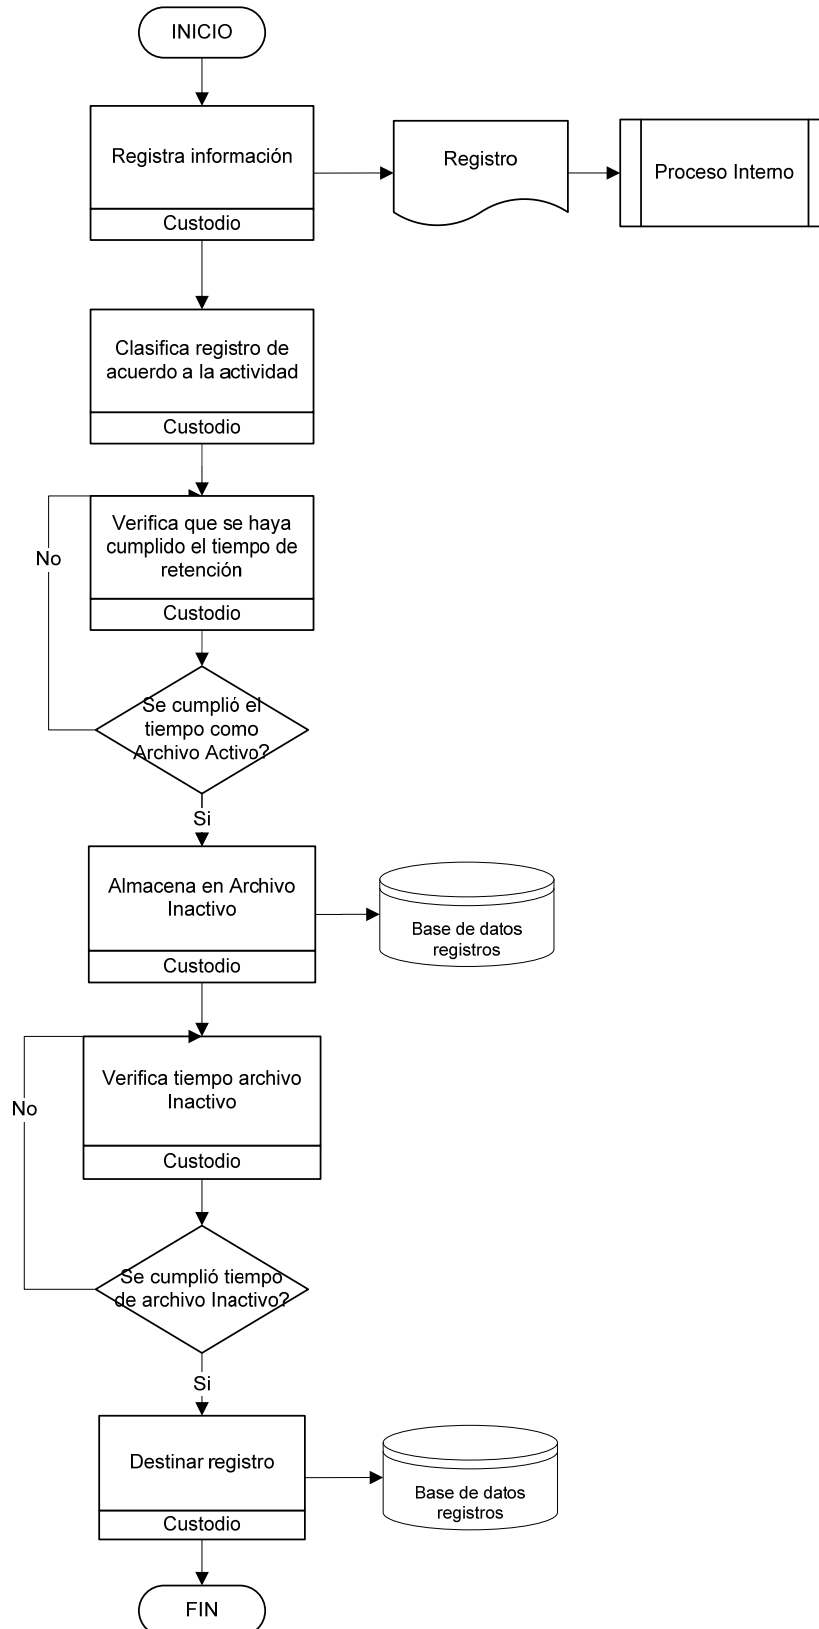 INICIO
Registra información
Custodio
Registro
Proceso Interno
Clasifica registro de
acuerdo a la actividad
Custodio
Verifica que se haya
cumplido el tiempo de
retención
Custodio
No
Se cumplió el
tiempo como
Archivo Activo?
Si
Almacena en Archivo
Inactivo
Custodio
Base de datos
registros
Verifica tiempo archivo
Inactivo
Custodio
No
Se cumplió tiempo
de archivo Inactivo?
Si
Destinar registro
Custodio
Base de datos
registros
FIN